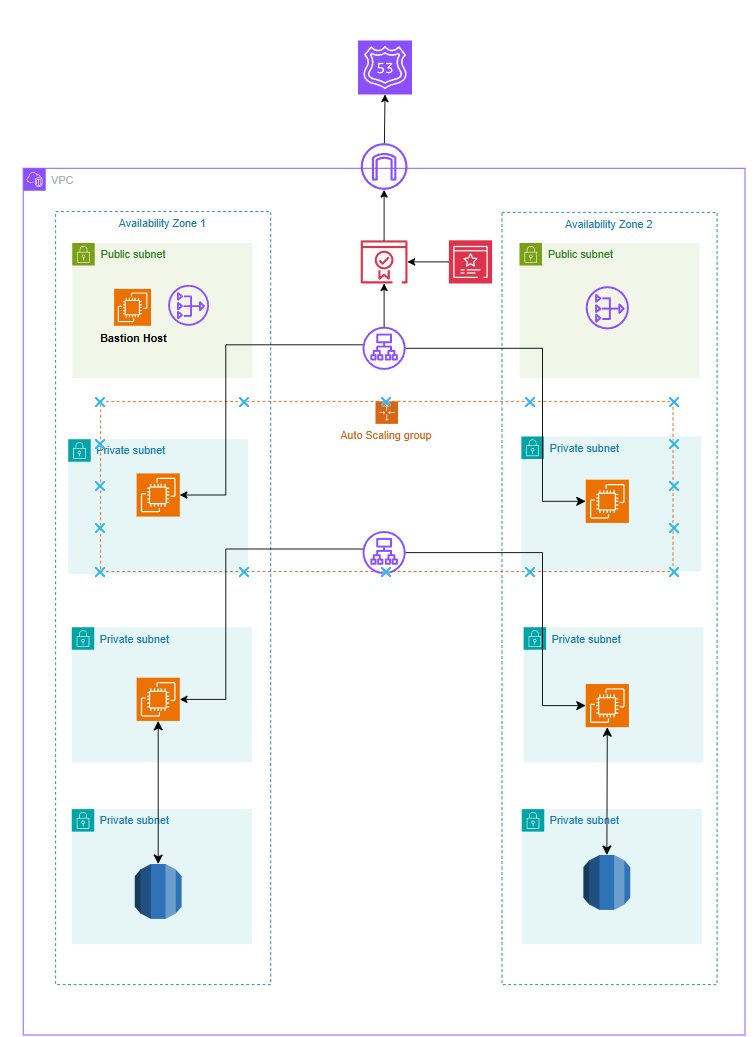 53
VPC
Availability Zone 1
Availability Zone 2
Public subnet
Public subnet
Bastion Host
Auto Scaling group
Private subnet
Private subnet
Private subnet
Private subnet
Private subnet
Private subnet